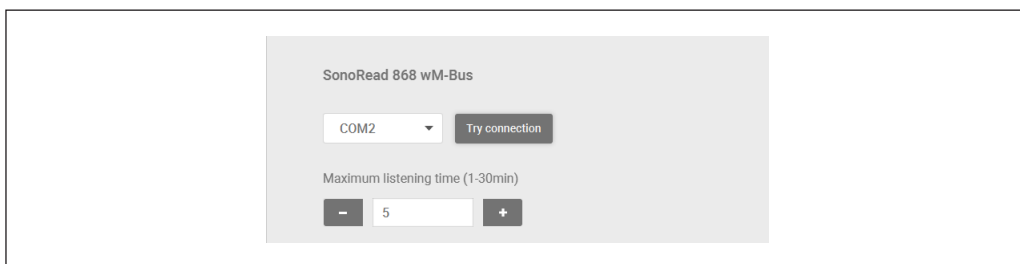 SonoRead 868 wM-Bus
COM2 Try connection
Maximum listening time (1-30min)
− 5 +